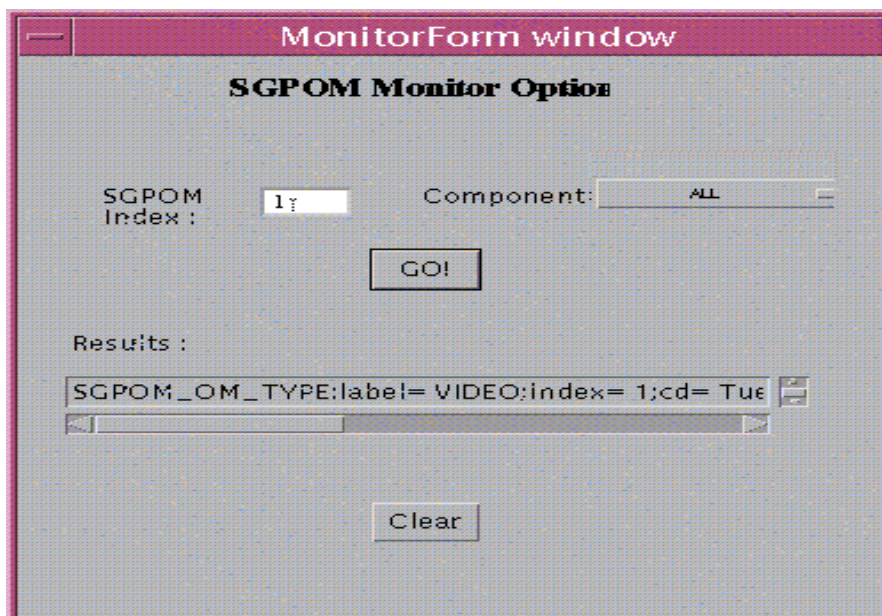 MonitorForm window
SGPOM Monitor Option
SGPOM
Index :
1
Component:
ALL
GO!
Results :
SGPOM_OM_TYPE:label= VIDEO;index= 1;cd= Tue
Clear